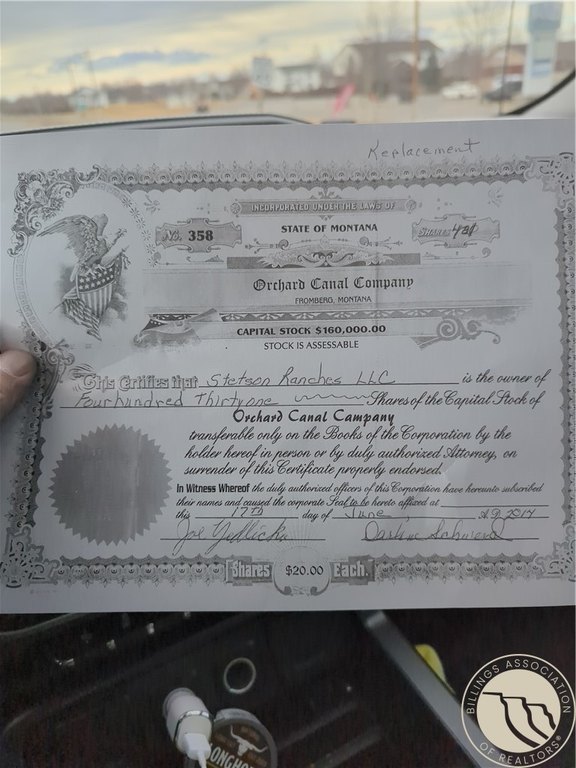 Replacement
INCORPORATED UNDER THE LAWS OF
No. 358
STATE OF MONTANA
Shares 431
Orchard Canal Company
FROMBERG, MONTANA
CAPITAL STOCK $160,000.00
STOCK IS ASSESSABLE
This Certifies that Stetson Ranches LLC is the owner of
Fourhundred Thirtyone Shares of the Capital Stock of
Orchard Canal Company
transferable only on the Books of the Corporation by the
holder hereof in person or by duly authorized Attorney, on
surrender of this Certificate properly endorsed.
In Witness Whereof the duly authorized officers of this Corporation have hereunto subscribed
their names and caused the corporate Seal to be hereto affixed at
this 17th day of June, A.D. 2014
Joe
Shares $20.00 Each.
BILLINGS ASSOCIATION
OF REALTORS®